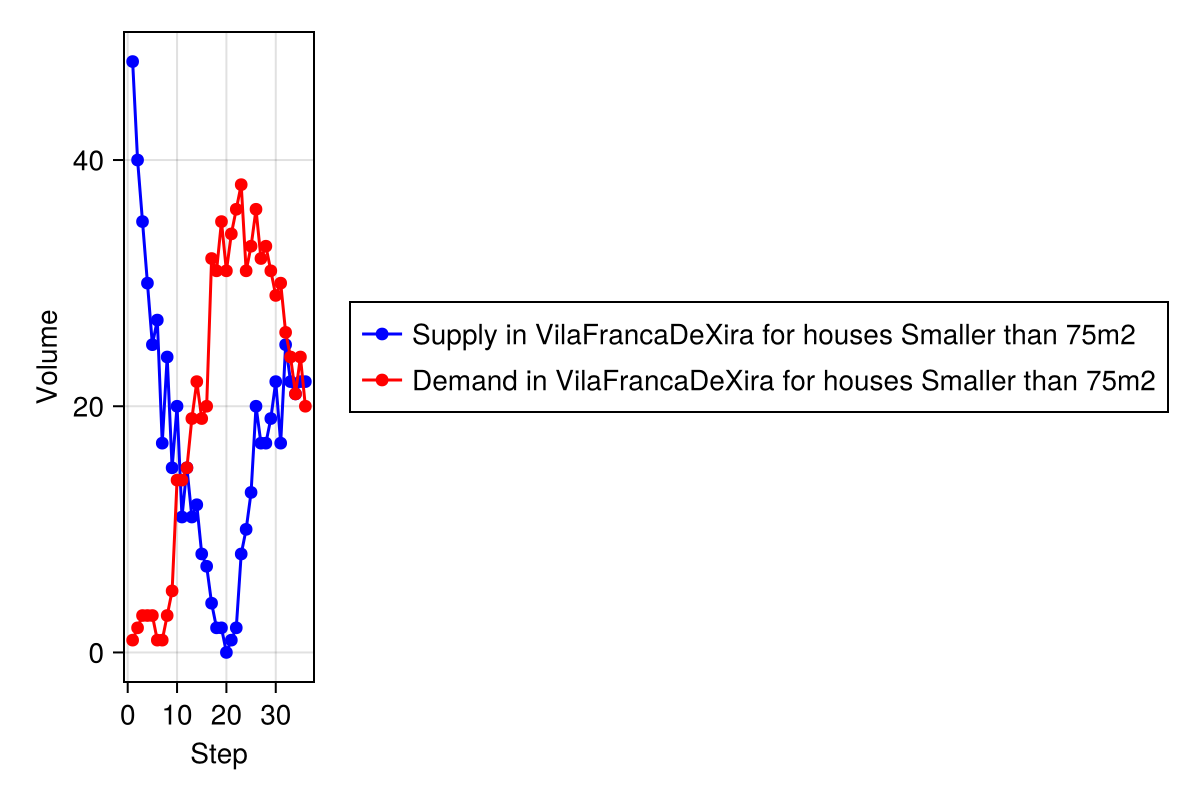 Volume
40
20
0
0 10 20 30
Step
Supply in VilaFrancaDeXira for houses Smaller than 75m2
Demand in VilaFrancaDeXira for houses Smaller than 75m2